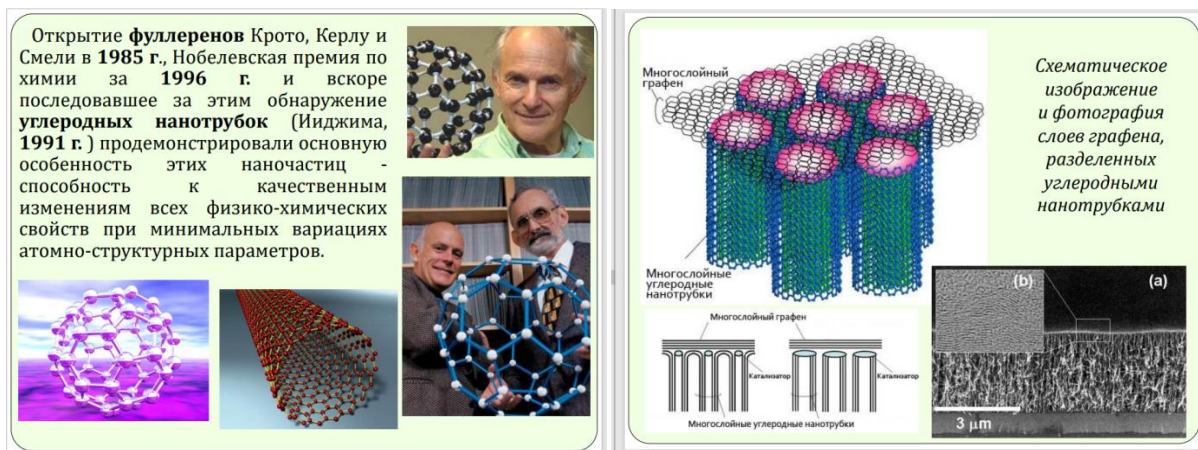 Открытие фуллеренов Крото, Керлу и
Смели в 1985 г., Нобелевская премия по
химии за 1996 г. и вскоре
последовавшее за этим обнаружение
углеродных нанотрубок (Ииджима,
1991 г. ) продемонстрировали основную
особенность этих наночастиц -
способность к качественным
изменениям всех физико-химических
свойств при минимальных вариациях
атомно-структурных параметров.
Многослойный
графен
Многослойные
углеродные
нанотрубки
Схематическое
изображение
и фотография
слоев графена,
разделенных
углеродными
нанотрубками
Многослойный графен
Катализатор
Катализатор
Многослойные углеродные нанотрубки
(b)
(a)
3 μm